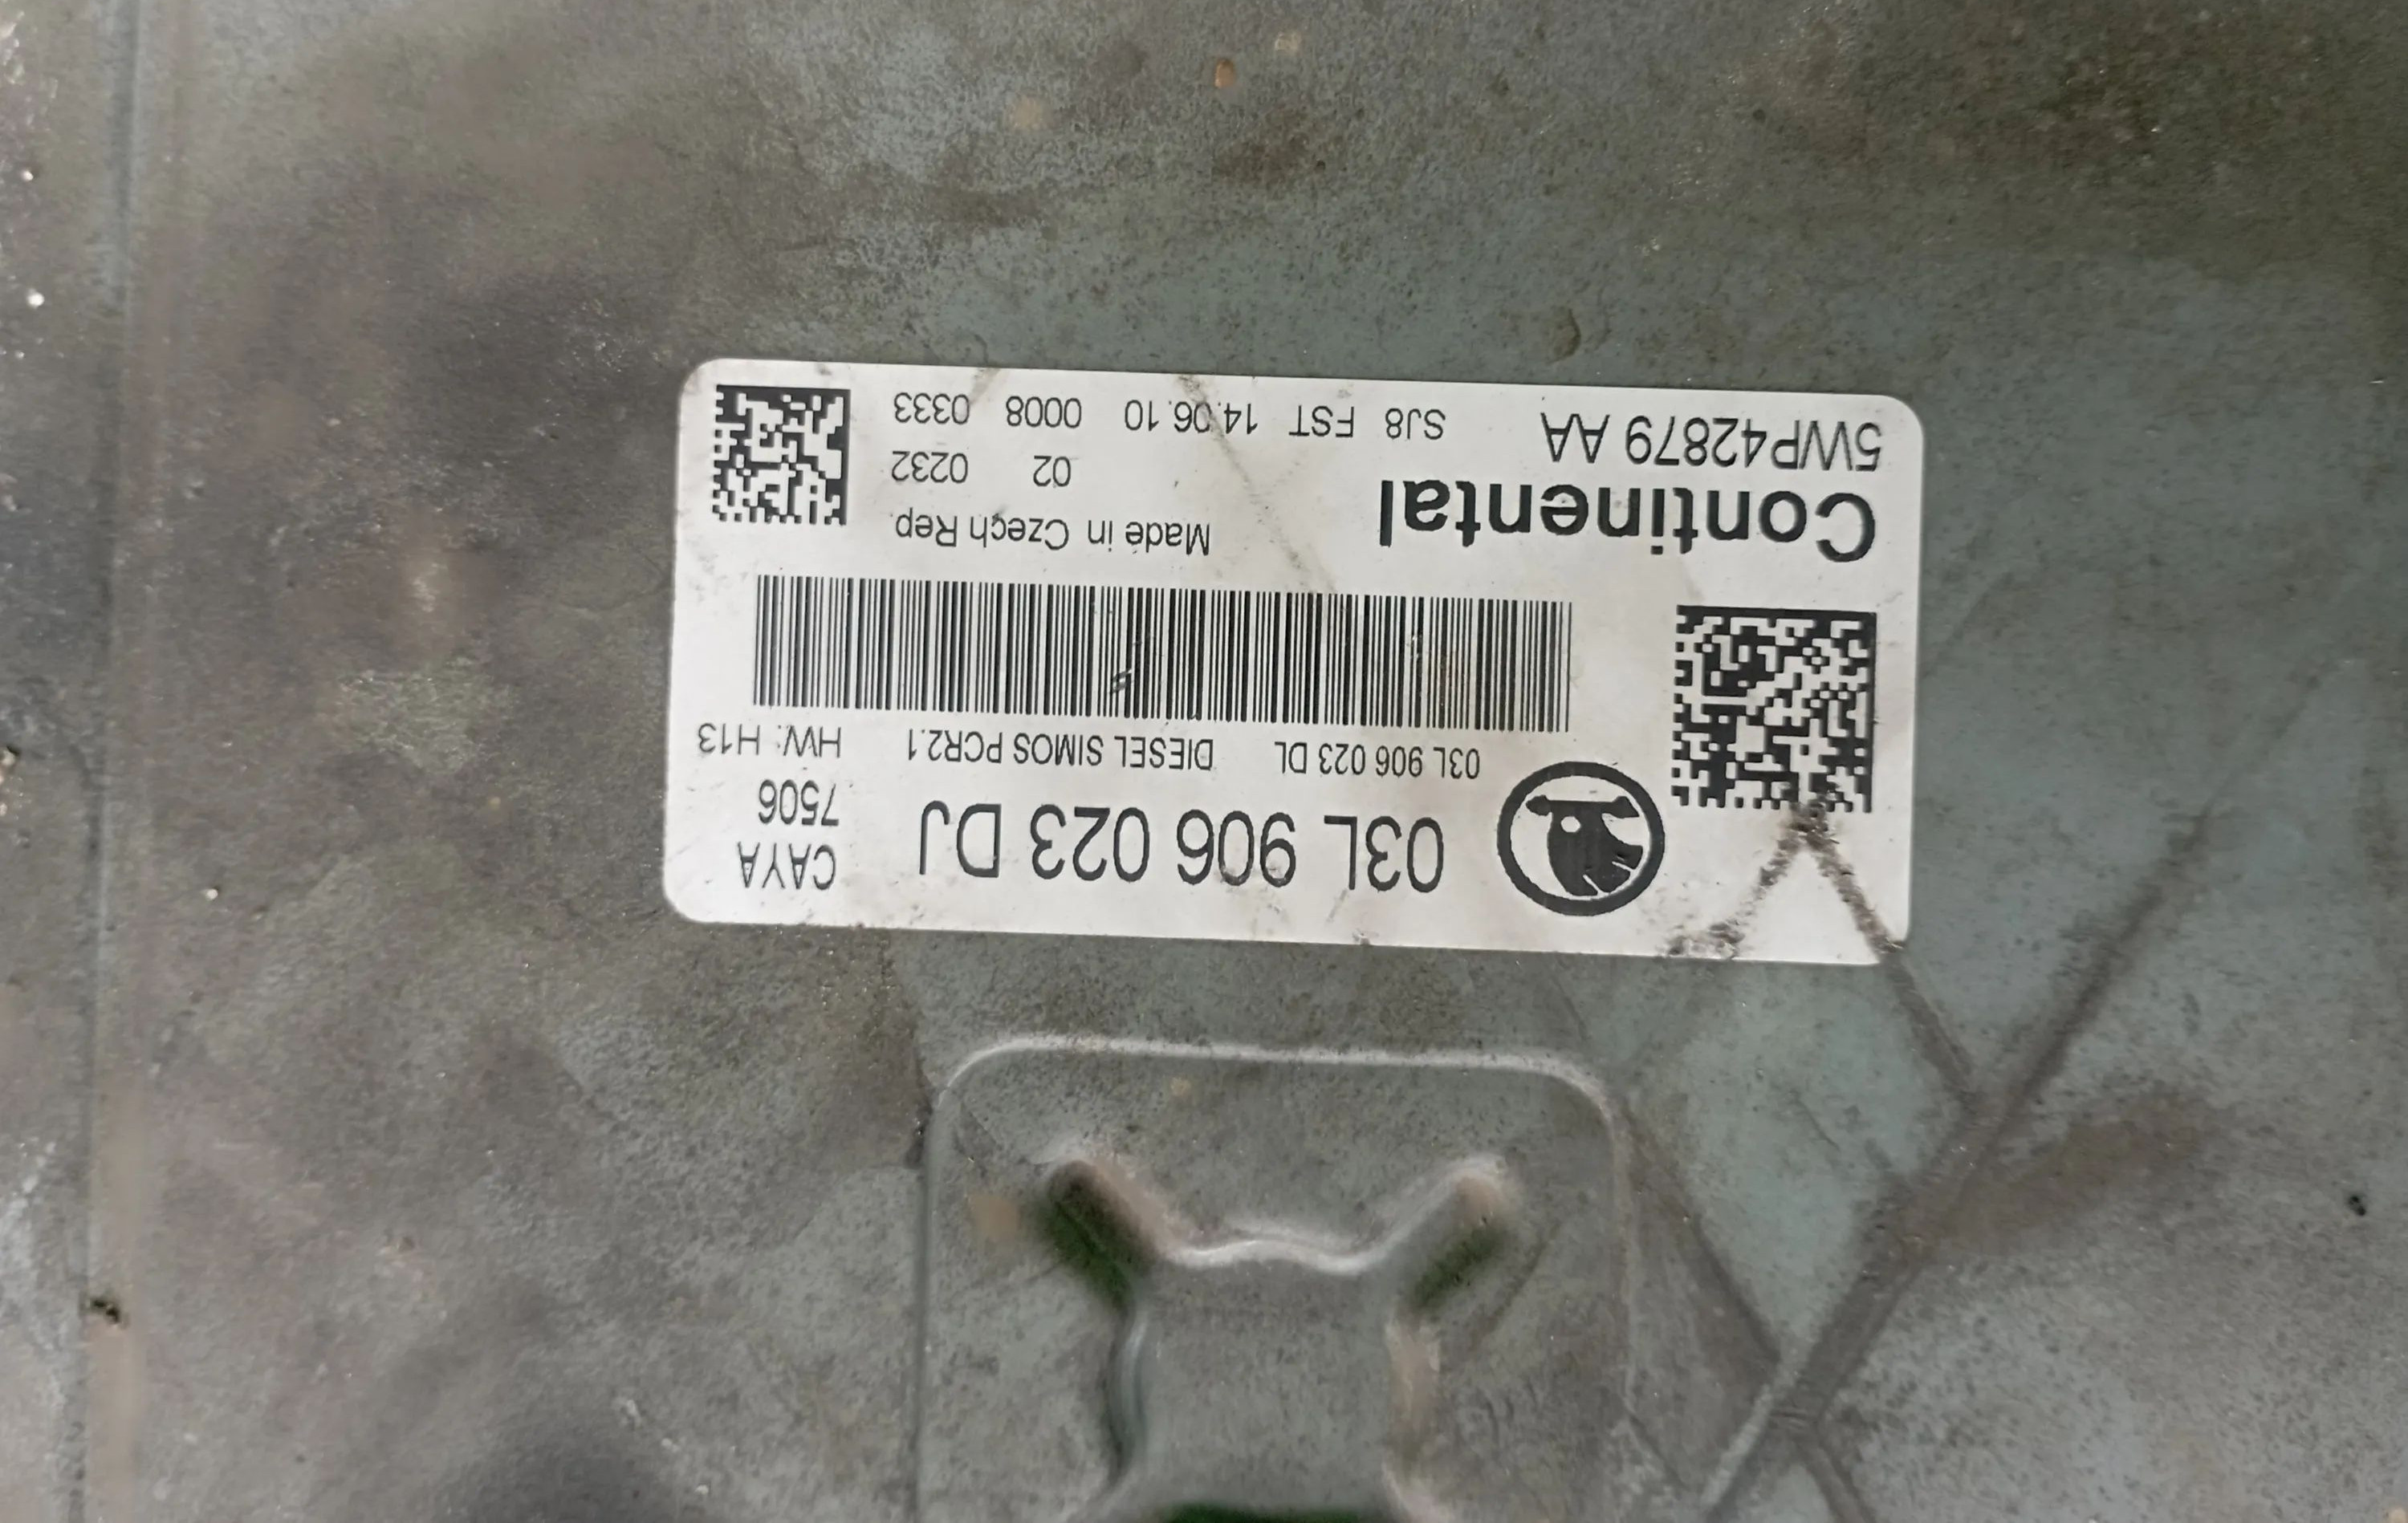 03L 906 023 DJ
CAYA
7506
03L 906 023 DL DIESEL SIMOS PCR2.1 HW: H13
Continental
Made in Czech Rep.
02 0232
5WP42879 AA SJ8 FST 14.06.10 0008 0333